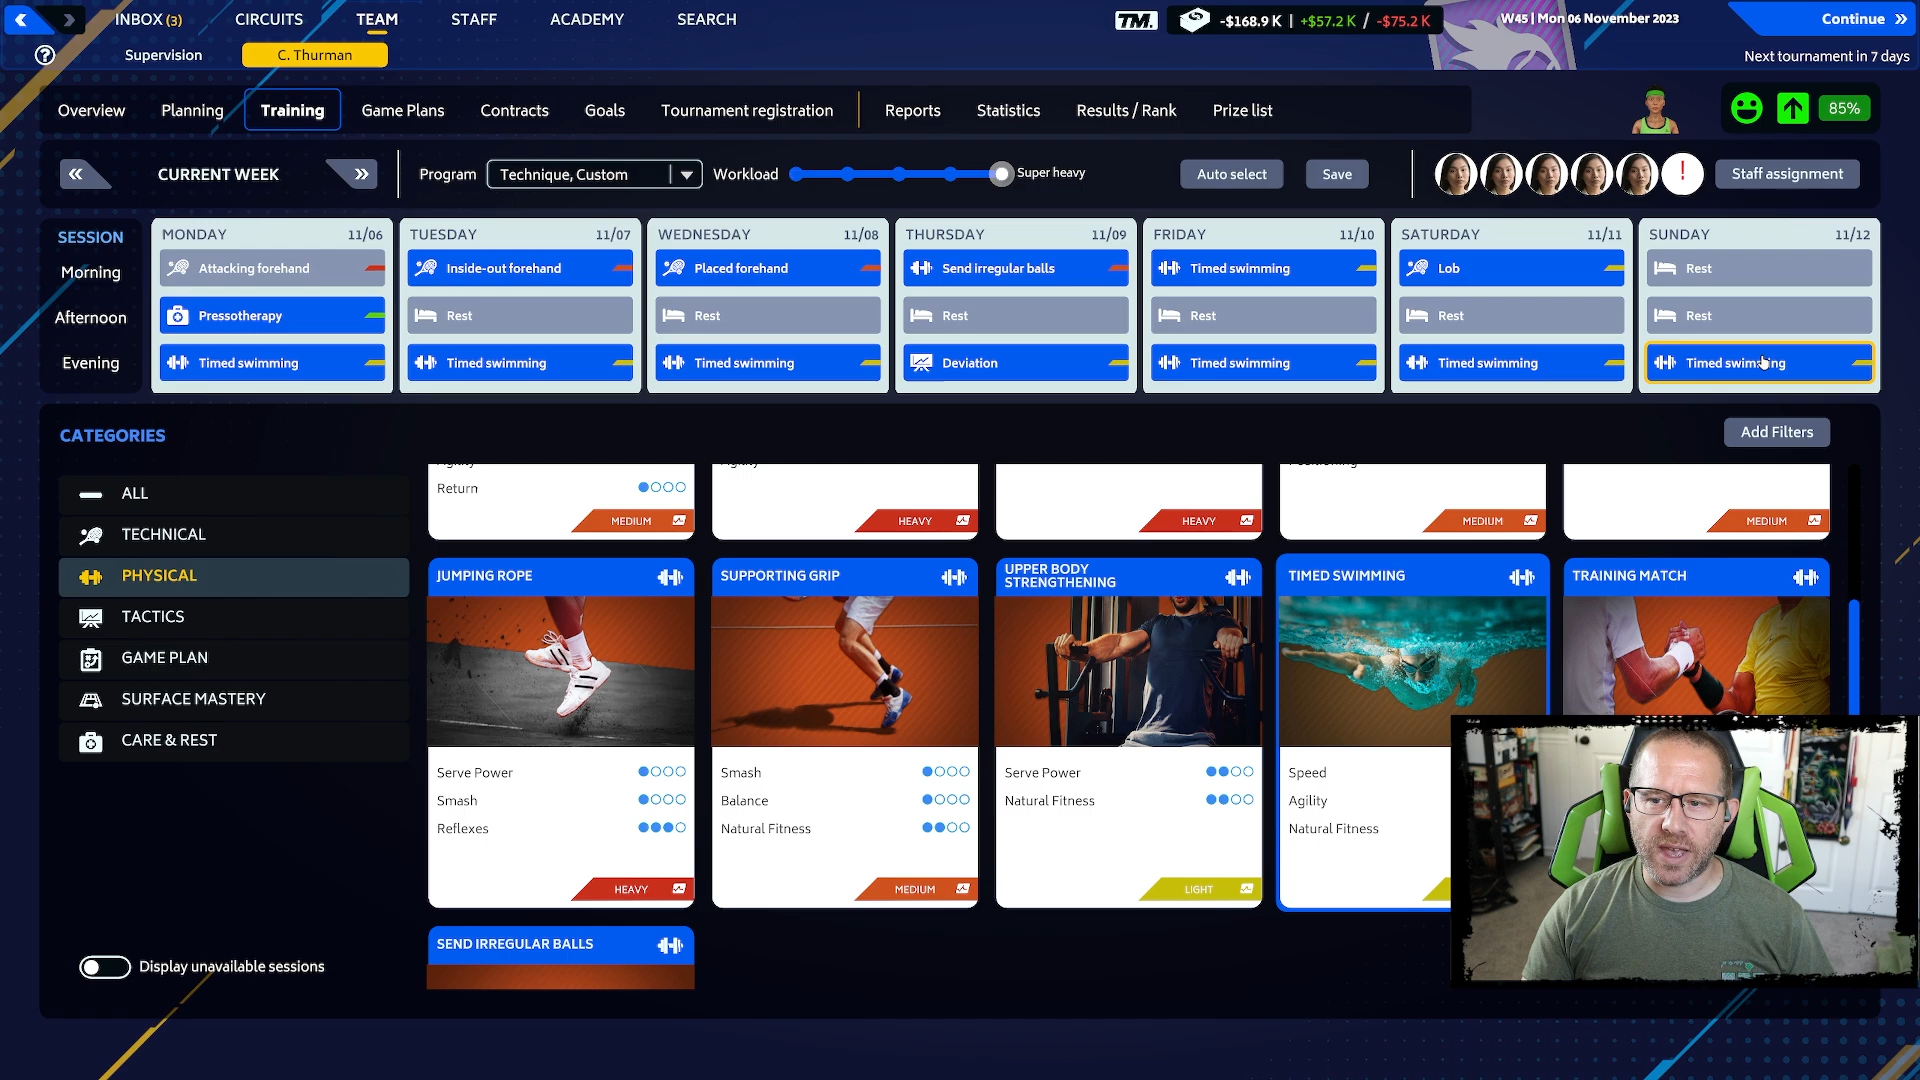 INBOX (3)
CIRCUITS
TEAM
STAFF
ACADEMY
SEARCH
TM.
-$168.9 K | +$57.2 K / -$75.2 K
W45 | Mon 06 November 2023
Continue
Supervision
C. Thurman
Next tournament in 7 days
Overview
Planning
Training
Game Plans
Contracts
Goals
Tournament registration
Reports
Statistics
Results / Rank
Prize list
85%
CURRENT WEEK
Program
Technique, Custom
Workload
Super heavy
Auto select
Save
!
Staff assignment
SESSION
MONDAY 11/06
TUESDAY 11/07
WEDNESDAY 11/08
THURSDAY 11/09
FRIDAY 11/10
SATURDAY 11/11
SUNDAY 11/12
Morning
Attacking forehand
Inside-out forehand
Placed forehand
Send irregular balls
Timed swimming
Lob
Rest
Afternoon
Pressotherapy
Rest
Rest
Rest
Rest
Rest
Rest
Evening
Timed swimming
Timed swimming
Timed swimming
Deviation
Timed swimming
Timed swimming
Timed swimming
CATEGORIES
Add Filters
ALL
TECHNICAL
PHYSICAL
TACTICS
GAME PLAN
SURFACE MASTERY
CARE & REST
Display unavailable sessions
Return
MEDIUM
HEAVY
HEAVY
MEDIUM
MEDIUM
JUMPING ROPE
Serve Power
Smash
Reflexes
HEAVY
SUPPORTING GRIP
Smash
Balance
Natural Fitness
MEDIUM
UPPER BODY
STRENGTHENING
Serve Power
Natural Fitness
LIGHT
TIMED SWIMMING
Speed
Agility
Natural Fitness
TRAINING MATCH
SEND IRREGULAR BALLS